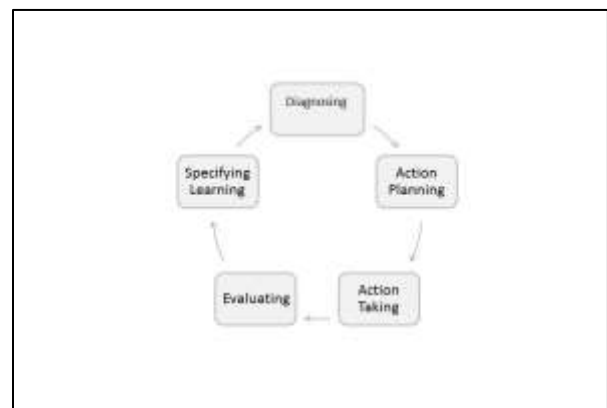 Diagnosing
Action
Planning
Action
Taking
Evaluating
Specifying
Learning